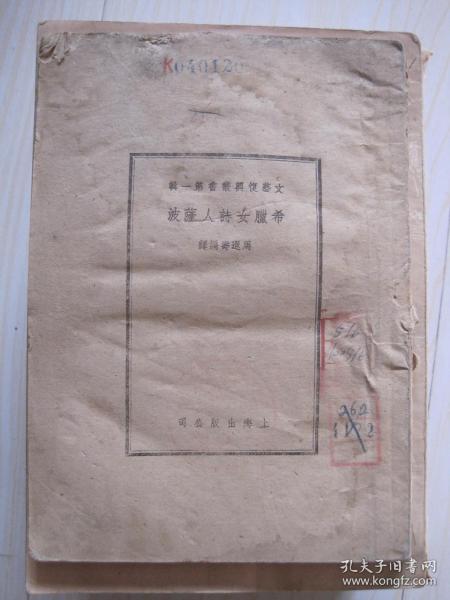 K040120
文藝復興叢書第一輯
希臘女詩人薩波
周遐壽編譯
上海出版公司
262
孔夫子旧书网
www.kongfz.com